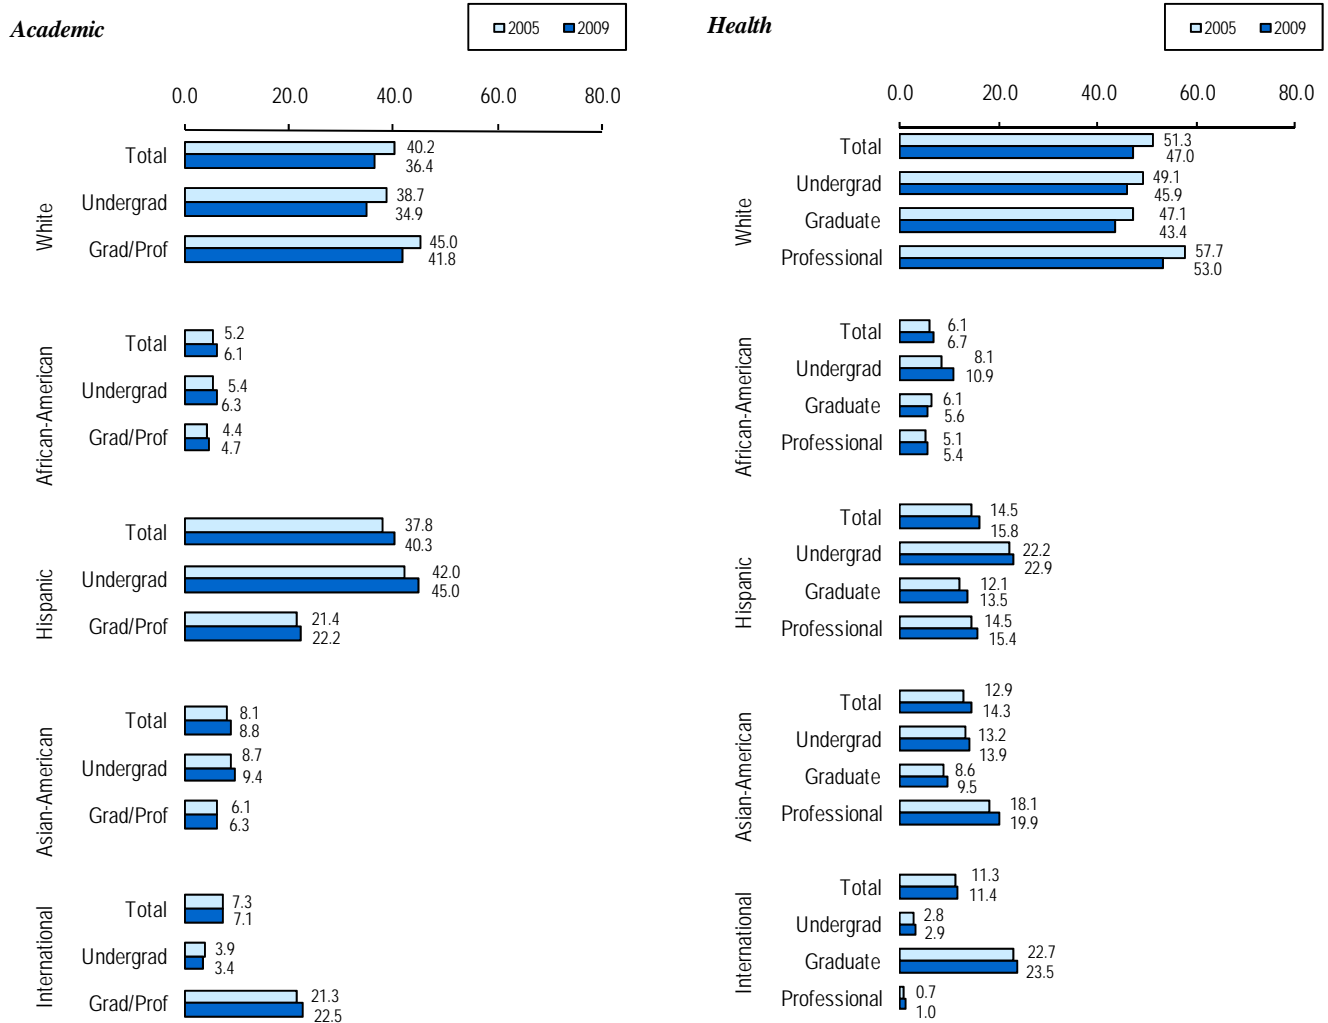 Academic
2005 2009
0.0 20.0 40.0 60.0 80.0
White
Total 40.2
36.4
Undergrad 38.7
34.9
Grad/Prof 45.0
41.8
African-American
Total 5.2
6.1
Undergrad 5.4
6.3
Grad/Prof 4.4
4.7
Hispanic
Total 37.8
40.3
Undergrad 42.0
45.0
Grad/Prof 21.4
22.2
Asian-American
Total 8.1
8.8
Undergrad 8.7
9.4
Grad/Prof 6.1
6.3
International
Total 7.3
7.1
Undergrad 3.9
3.4
Grad/Prof 21.3
22.5
Health
2005 2009
0.0 20.0 40.0 60.0 80.0
White
Total 51.3
47.0
Undergrad 49.1
45.9
Graduate 47.1
43.4
Professional 57.7
53.0
African-American
Total 6.1
6.7
Undergrad 8.1
10.9
Graduate 6.1
5.6
Professional 5.1
5.4
Hispanic
Total 14.5
15.8
Undergrad 22.2
22.9
Graduate 12.1
13.5
Professional 14.5
15.4
Asian-American
Total 12.9
14.3
Undergrad 13.2
13.9
Graduate 8.6
9.5
Professional 18.1
19.9
International
Total 11.3
11.4
Undergrad 2.8
2.9
Graduate 22.7
23.5
Professional 0.7
1.0